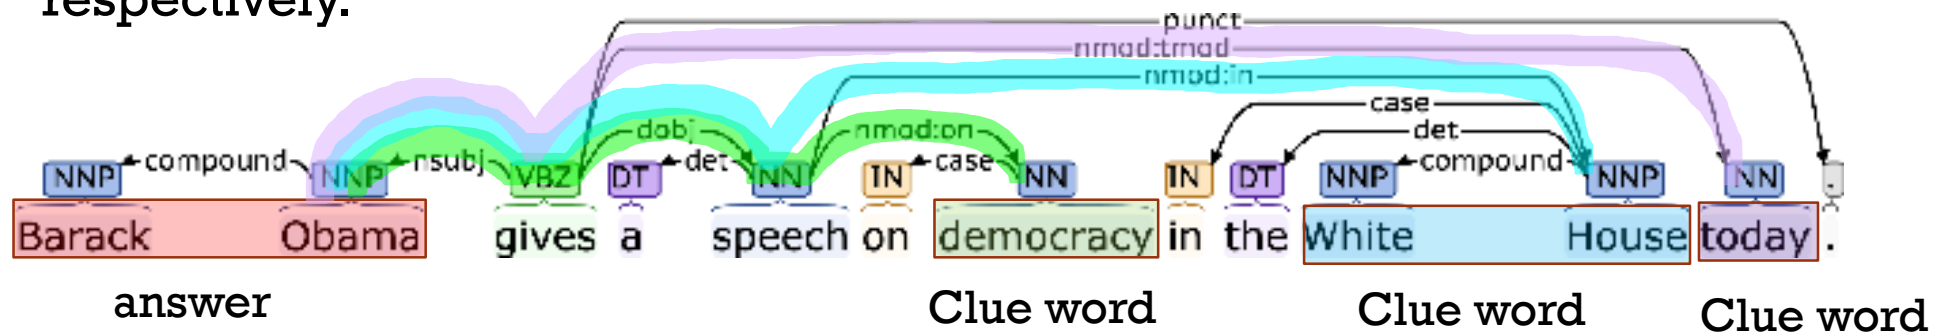 respectively.
punct
nmod:tmod
nmod:in
case
dobj nmod:on det
compound nsubj det case compound
NNP NNP VBZ DT NN IN NN IN DT NNP NNP NN .
Barack Obama gives a speech on democracy in the White House today .
answer Clue word Clue word Clue word